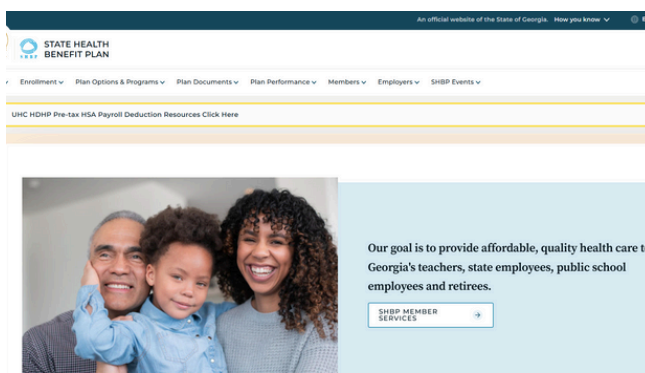 An official website of the State of Georgia. How you know
STATE HEALTH
BENEFIT PLAN
SHBP
Enrollment Plan Options & Programs Plan Documents Plan Performance Members Employers SHBP Events
UHC HDHP Pre-tax HSA Payroll Deduction Resources Click Here
Our goal is to provide affordable, quality health care t
Georgia's teachers, state employees, public school
employees and retirees.
SHBP MEMBER
SERVICES